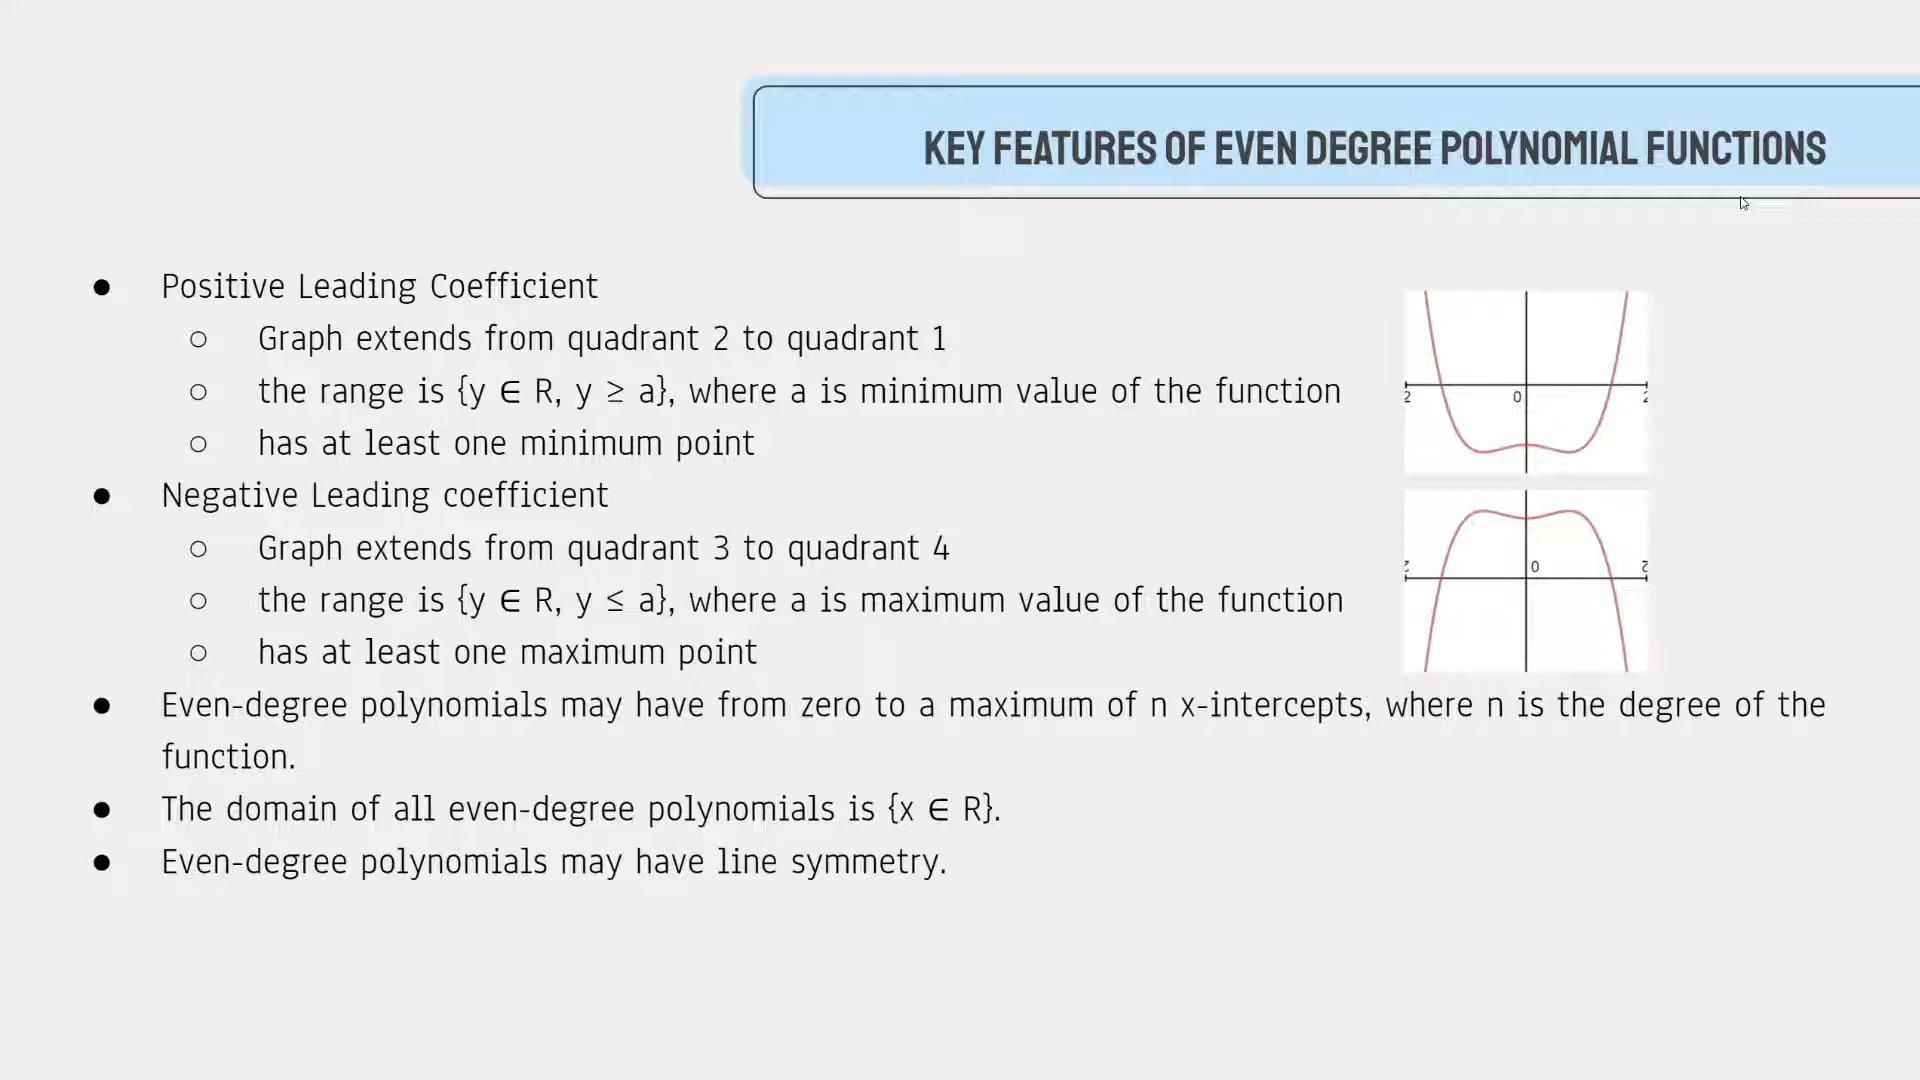 KEY FEATURES OF EVEN DEGREE POLYNOMIAL FUNCTIONS
● Positive Leading Coefficient
○ Graph extends from quadrant 2 to quadrant 1
○ the range is {y ∈ R, y ≥ a}, where a is minimum value of the function
○ has at least one minimum point
● Negative Leading coefficient
○ Graph extends from quadrant 3 to quadrant 4
○ the range is {y ∈ R, y ≤ a}, where a is maximum value of the function
○ has at least one maximum point
● Even-degree polynomials may have from zero to a maximum of n x-intercepts, where n is the degree of the
function.
● The domain of all even-degree polynomials is {x ∈ R}.
● Even-degree polynomials may have line symmetry.
2 0 2
2 0 2